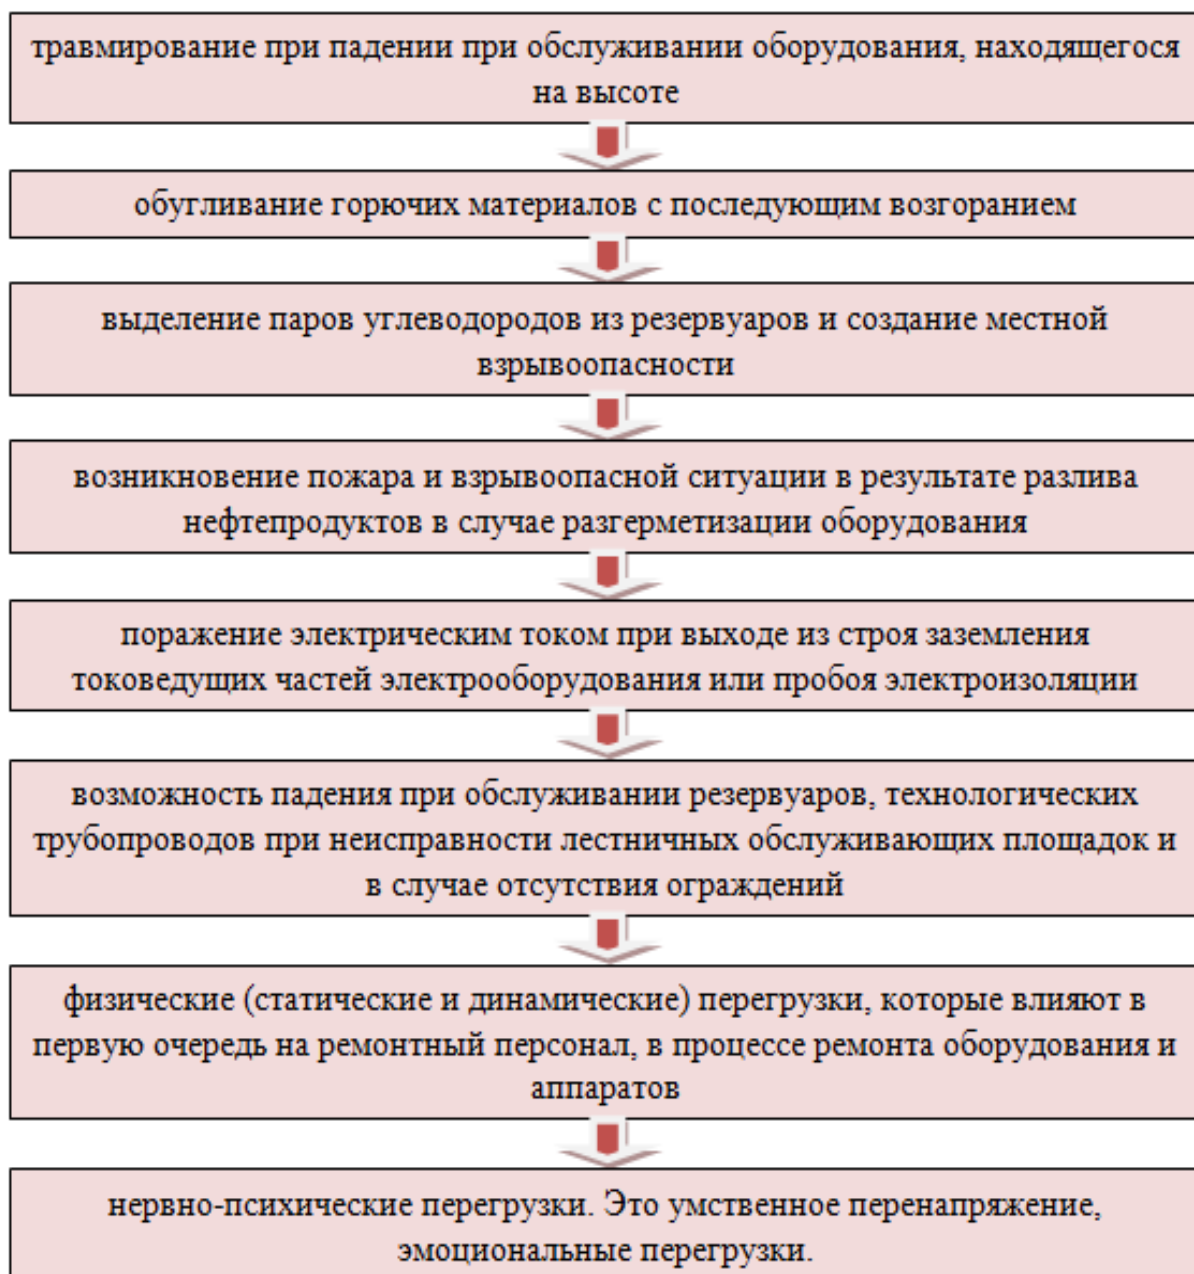 травмирование при падении при обслуживании оборудования, находящегося
на высоте
обугливание горючих материалов с последующим возгоранием
выделение паров углеводородов из резервуаров и создание местной
взрывоопасности
возникновение пожара и взрывоопасной ситуации в результате разлива
нефтепродуктов в случае разгерметизации оборудования
поражение электрическим током при выходе из строя заземления
токоведущих частей электрооборудования или пробоя электроизоляции
возможность падения при обслуживании резервуаров, технологических
трубопроводов при неисправности лестничных обслуживающих площадок и
в случае отсутствия ограждений
физические (статические и динамические) перегрузки, которые влияют в
первую очередь на ремонтный персонал, в процессе ремонта оборудования и
аппаратов
нервно-психические перегрузки. Это умственное перенапряжение,
эмоциональные перегрузки.